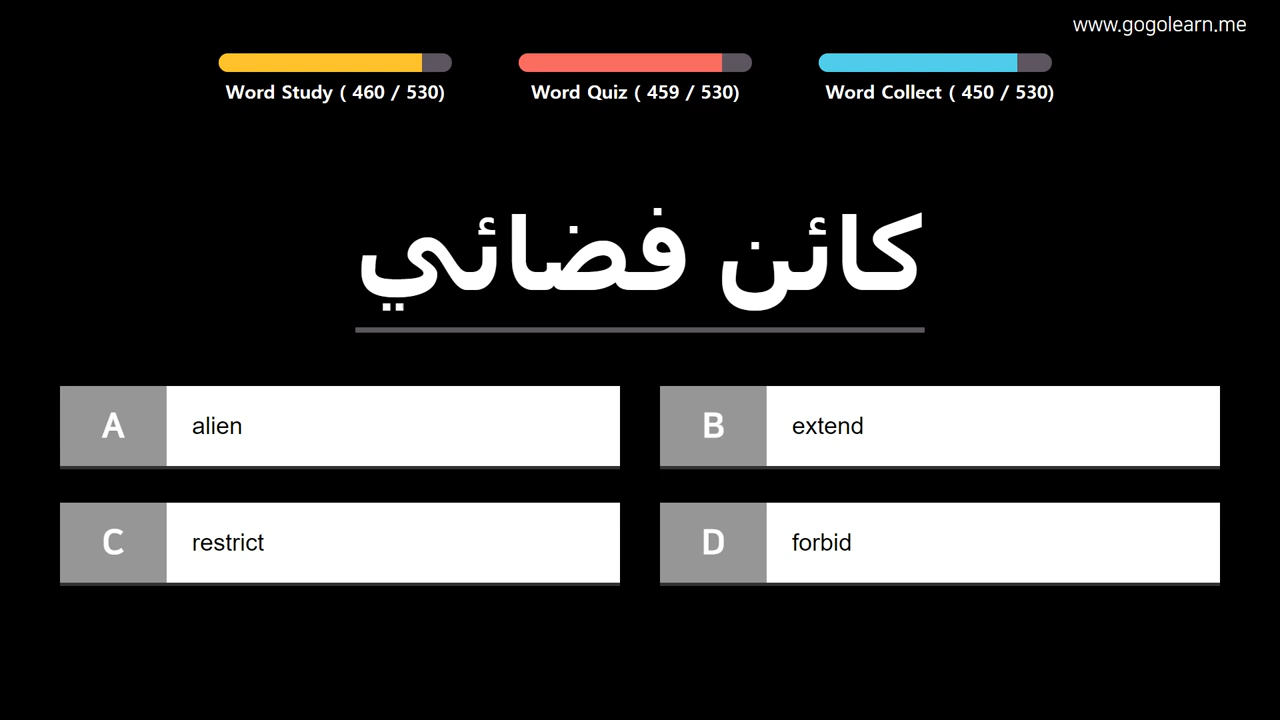 www.gogolearn.me
Word Study ( 460 / 530)
Word Quiz ( 459 / 530)
Word Collect ( 450 / 530)
كائن فضائي
A alien
B extend
C restrict
D forbid